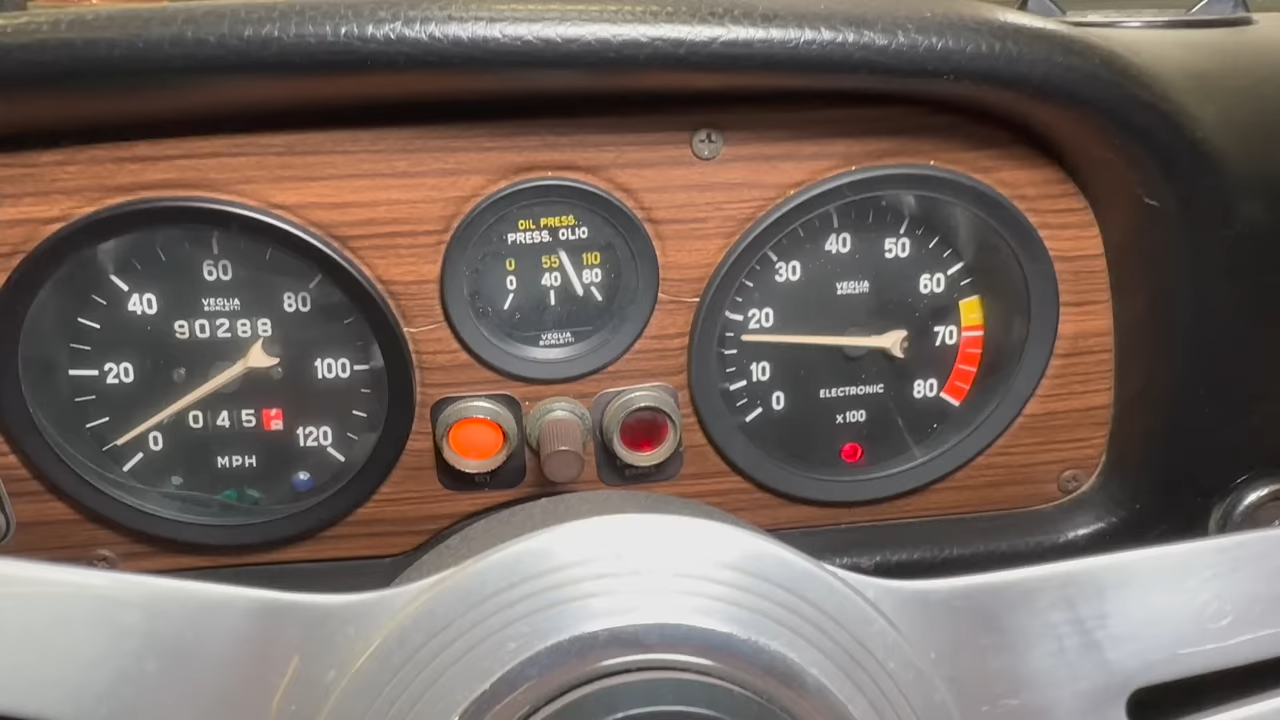 60
40
80
VEGLIA
BORLETTI
90288
20
100
045
0
120
MPH
OIL PRESS.
PRESS. OLIO
0 55 110
0 40 80
VEGLIA
BORLETTI
40
50
30
60
VEGLIA
BORLETTI
20
70
10
80
0
ELECTRONIC
x100